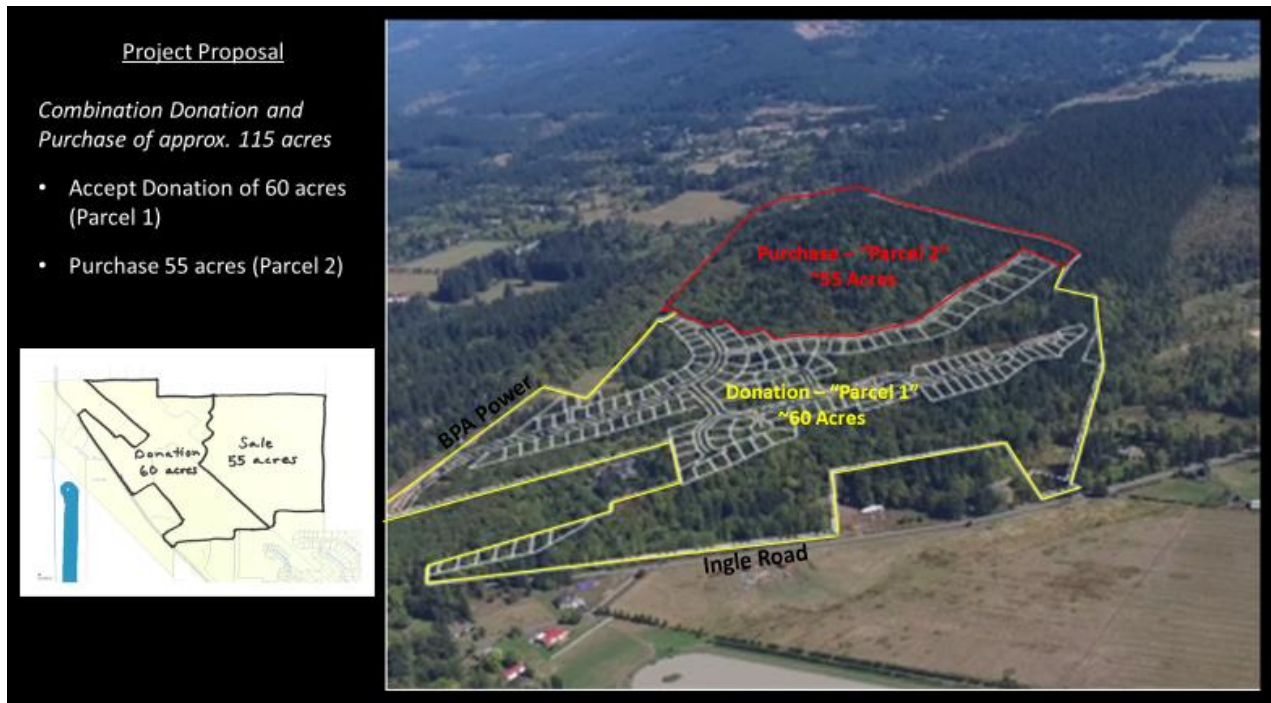 Project Proposal
Combination Donation and
Purchase of approx. 115 acres
• Accept Donation of 60 acres
(Parcel 1)
• Purchase 55 acres (Parcel 2)
Donation
60 acres
Sale
55 acres
Purchase – "Parcel 2"
~55 Acres
Donation – "Parcel 1"
~60 Acres
BPA Power
Ingle Road